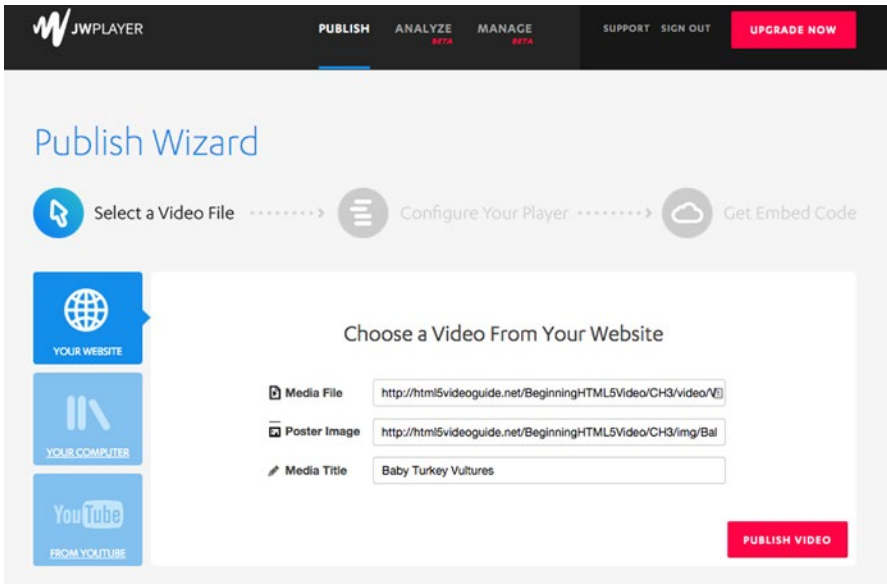 JWPLAYER PUBLISH ANALYZE MANAGE SUPPORT SIGN OUT UPGRADE NOW
BETA BETA
Publish Wizard
Select a Video File Configure Your Player Get Embed Code
YOUR WEBSITE
YOUR COMPUTER
YouTube
FROM YOUTUBE
Choose a Video From Your Website
Media File http://html5videoguide.net/BeginningHTML5Video/CH3/video/V
Poster Image http://html5videoguide.net/BeginningHTML5Video/CH3/img/Bal
Media Title Baby Turkey Vultures
PUBLISH VIDEO